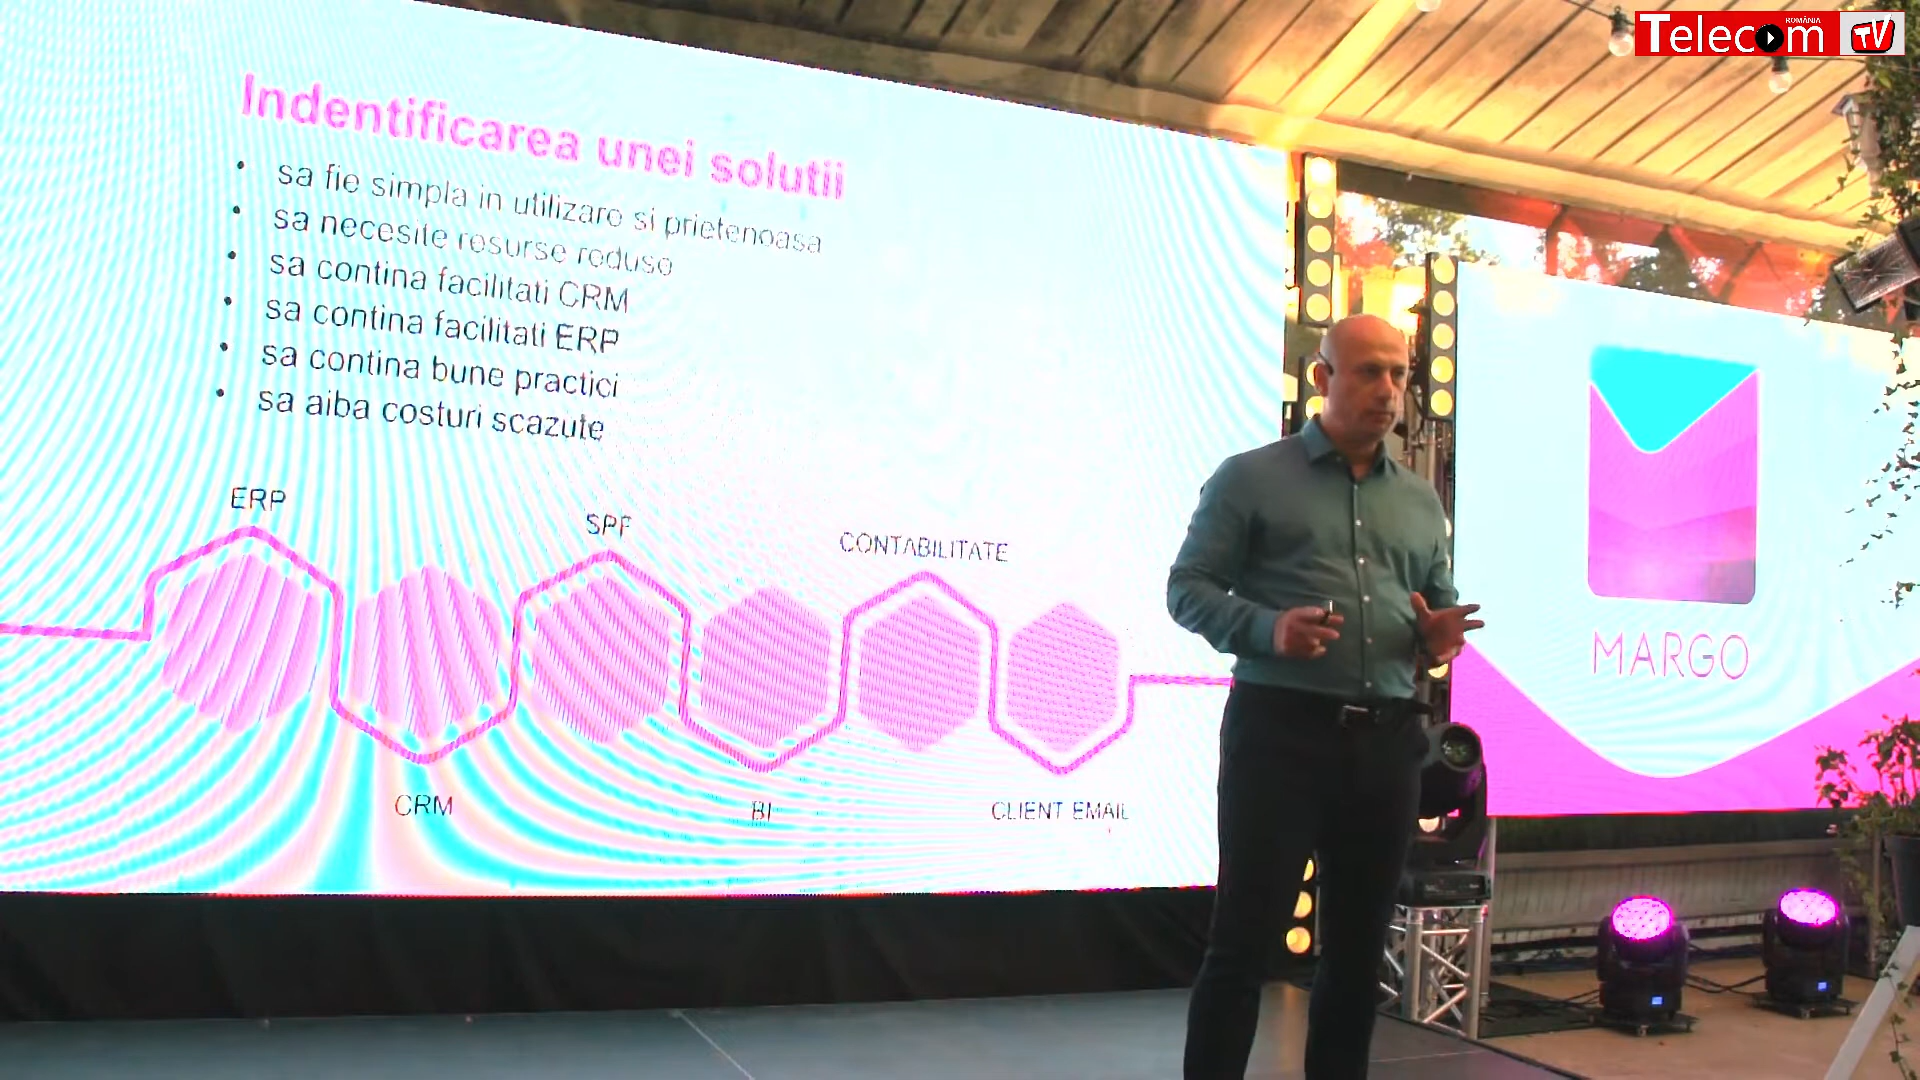 Telecom
ROMÂNIA
TV
Indentificarea unei solutii
• sa fie simpla in utilizare si prietenoasa
• sa necesite resurse reduse
• sa contina facilitati CRM
• sa contina facilitati ERP
• sa contina bune practici
• sa aiba costuri scazute
ERP
SPF
CONTABILITATE
CRM
BI
CLIENT EMAIL
MARGO